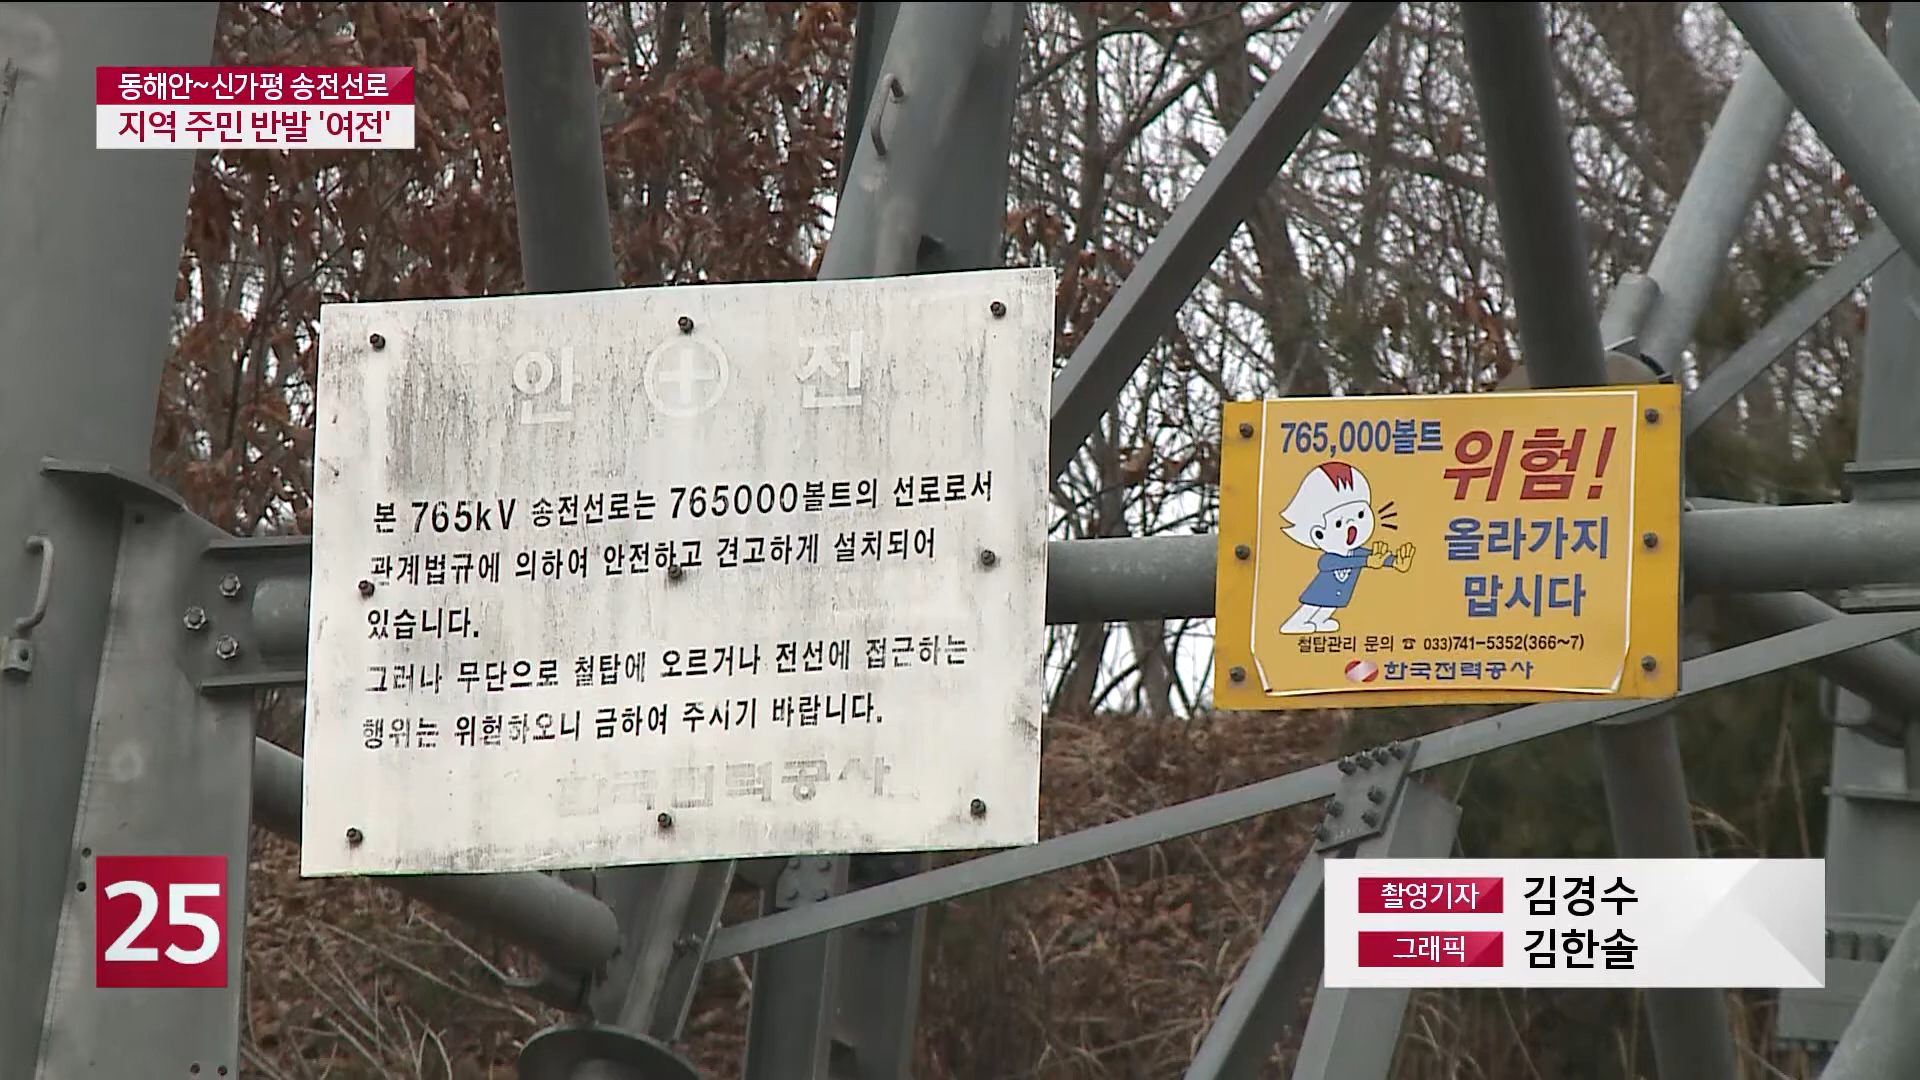 동해안~신가평 송전선로
지역 주민 반발 '여전'
안 전
본 765kV 송전선로는 765000볼트의 선로로서
관계법규에 의하여 안전하고 견고하게 설치되어
있습니다.
그러나 무단으로 철탑에 오르거나 전선에 접근하는
행위는 위험하오니 금하여 주시기 바랍니다.
한국전력공사
765,000볼트 위험!
올라가지
맙시다
철탑관리 문의 ☎ 033)741-5352(366~7)
한국전력공사
25
촬영기자 김경수
그래픽 김한솔